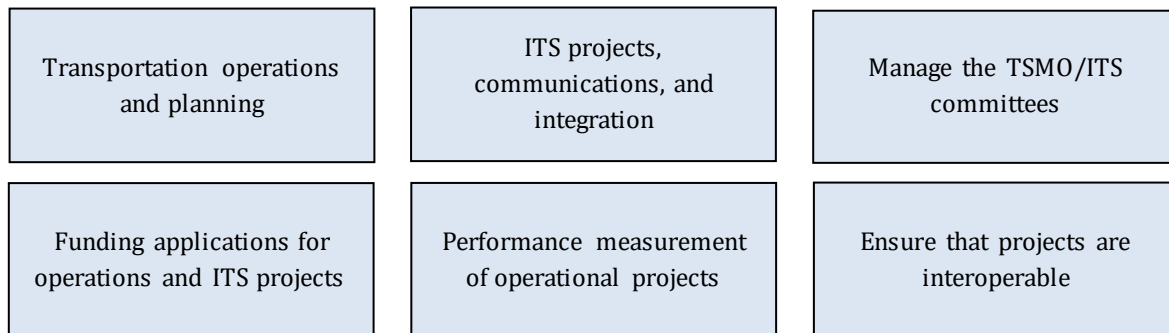 Transportation operations
and planning
ITS projects,
communications, and
integration
Manage the TSMO/ITS
committees
Funding applications for
operations and ITS projects
Performance measurement
of operational projects
Ensure that projects are
interoperable